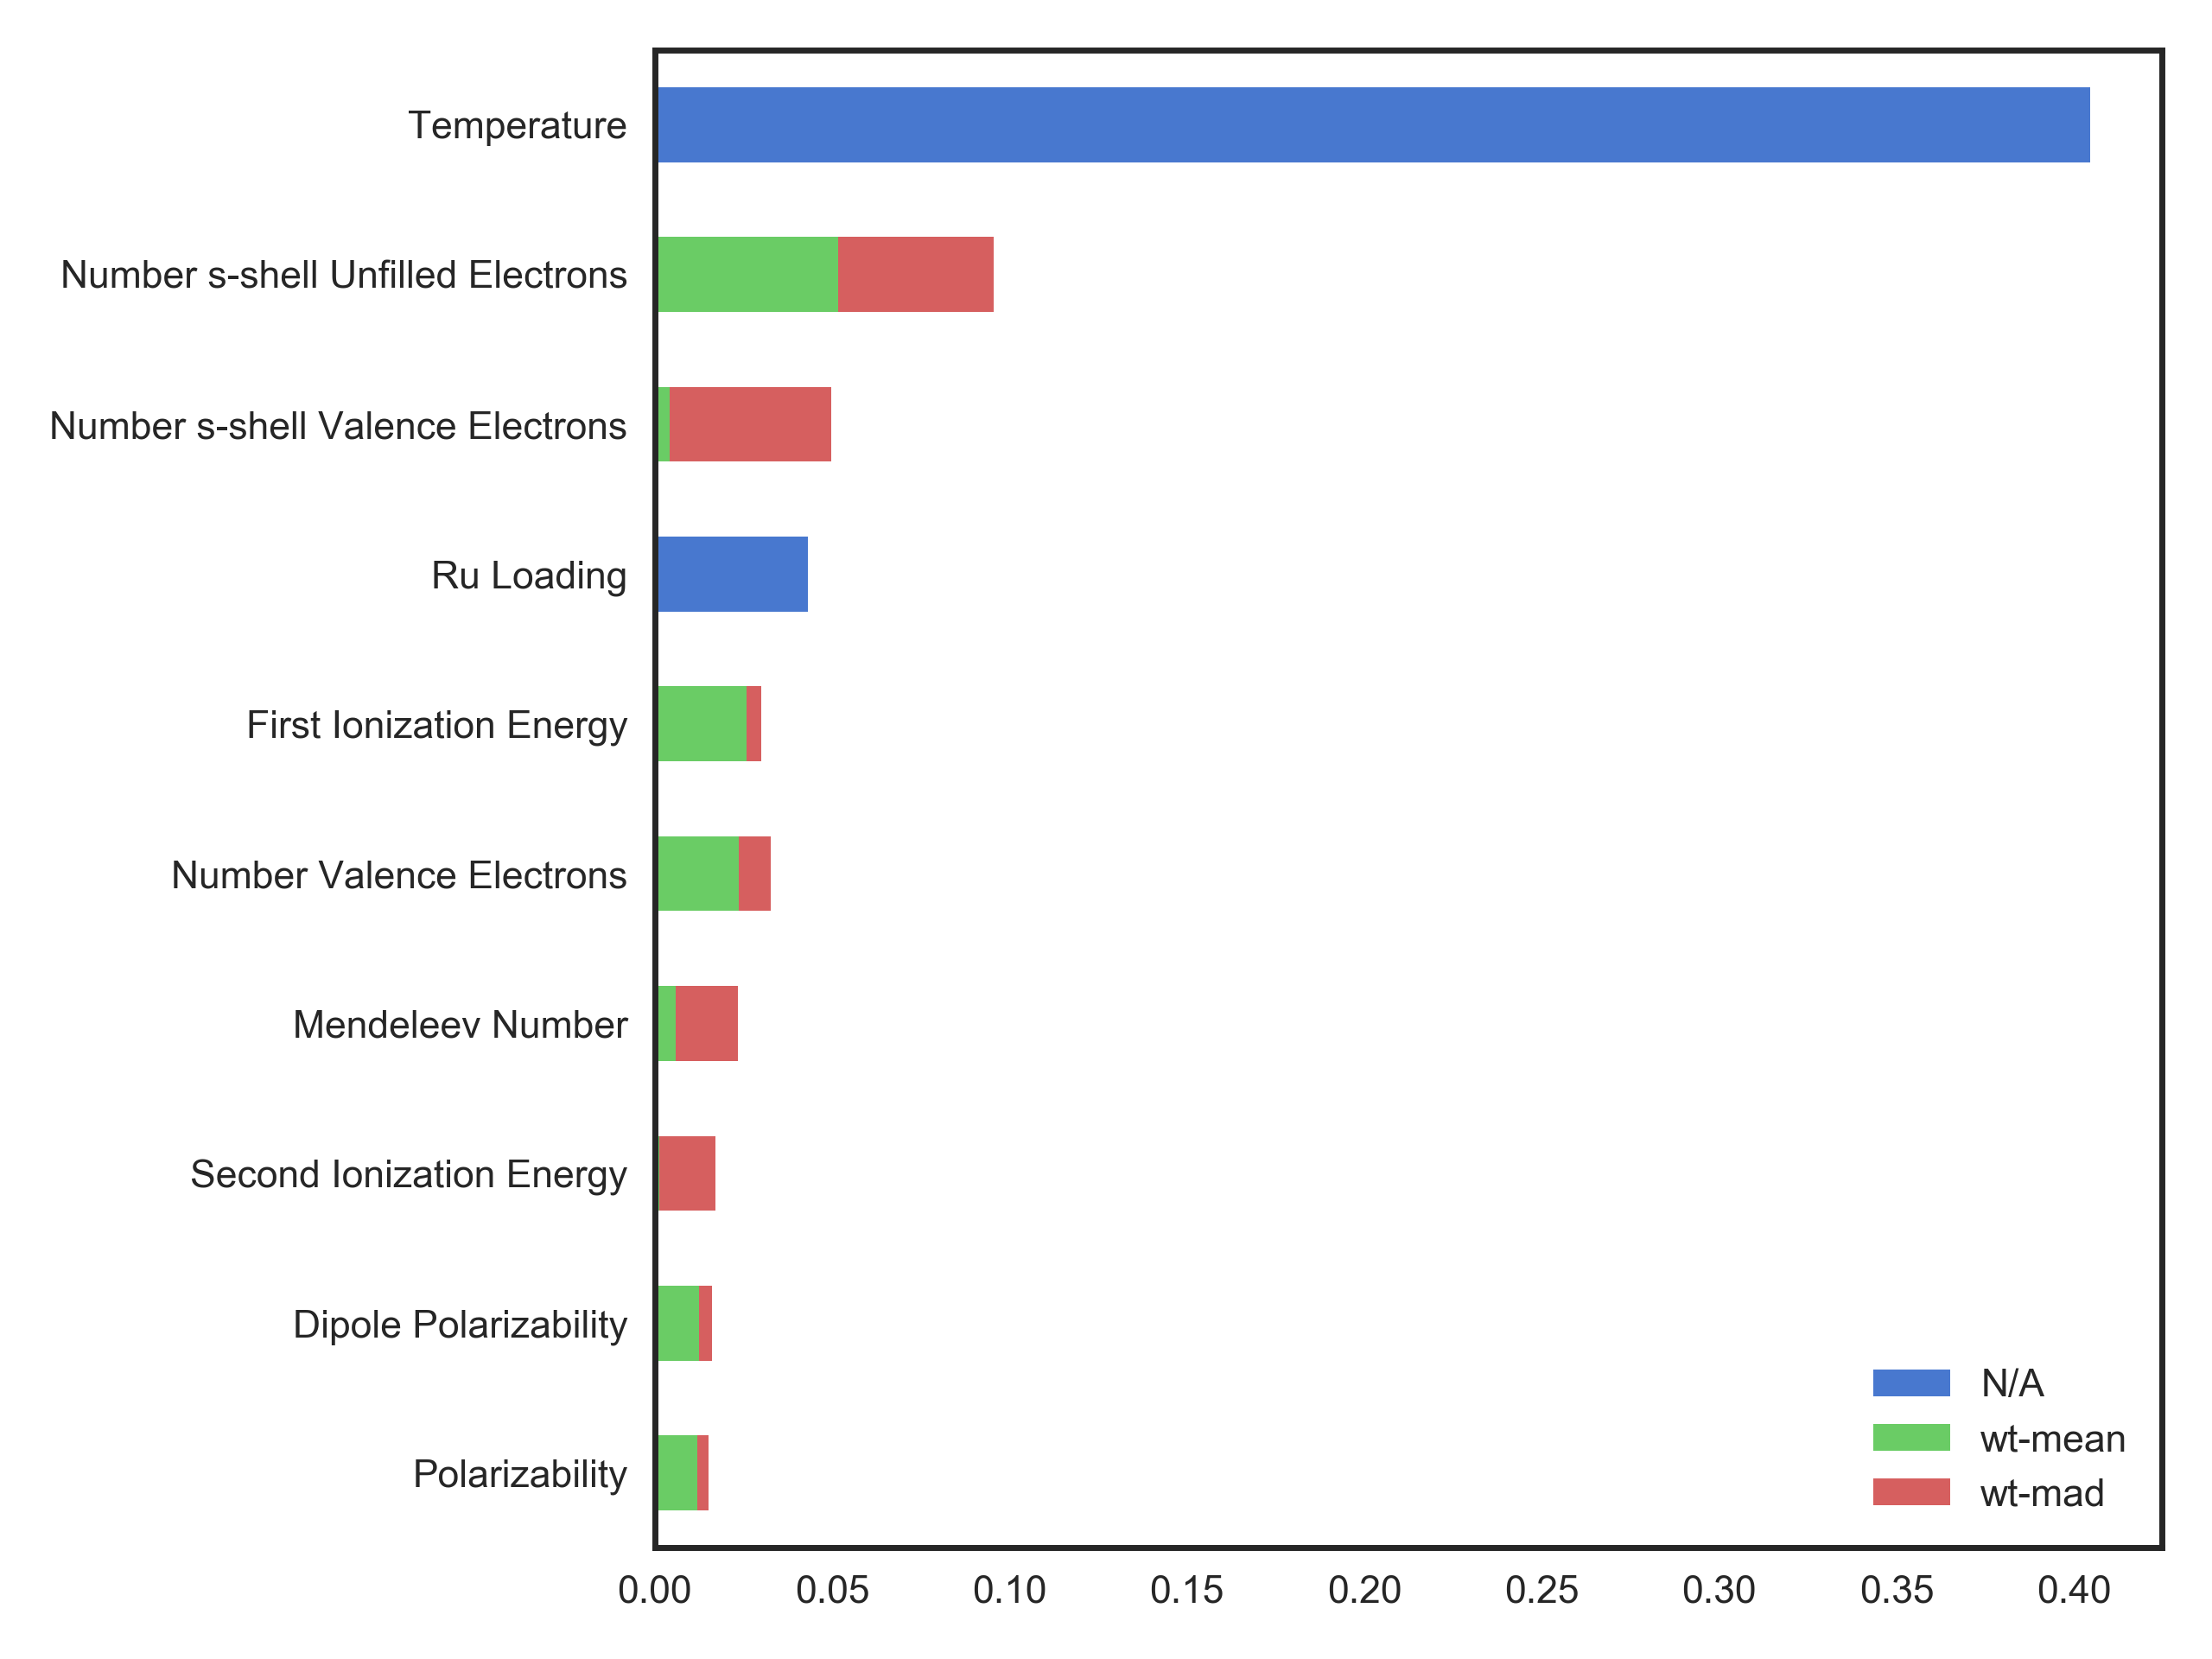 Temperature
Number s-shell Unfilled Electrons
Number s-shell Valence Electrons
Ru Loading
First Ionization Energy
Number Valence Electrons
Mendeleev Number
Second Ionization Energy
Dipole Polarizability
Polarizability
N/A
wt-mean
wt-mad
0.00 0.05 0.10 0.15 0.20 0.25 0.30 0.35 0.40